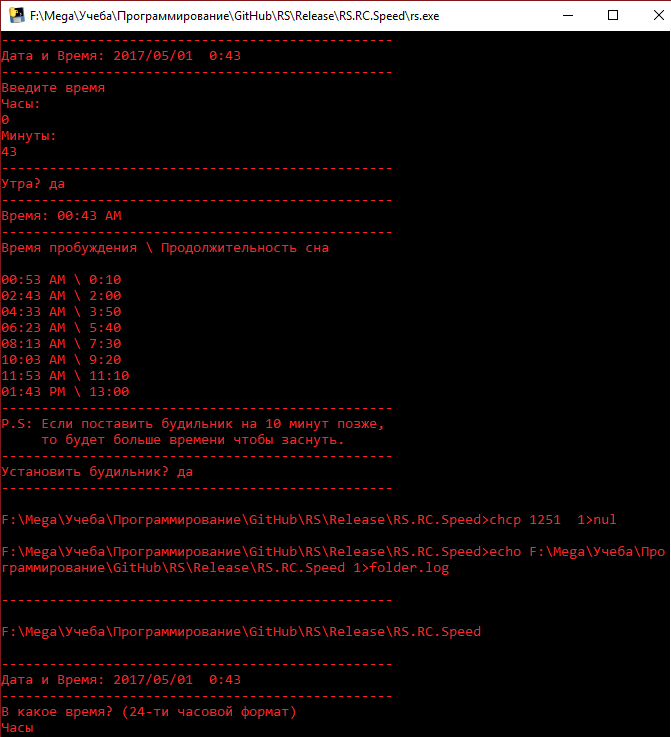 F:\Mega\Учеба\Программирование\GitHub\RS\Release\RS.RC.Speed\rs.exe
-------------------------------------------------
Дата и Время: 2017/05/01  0:43
-------------------------------------------------
Введите время
Часы:
0
Минуты:
43
-------------------------------------------------
Утра? да
-------------------------------------------------
Время: 00:43 AM
-------------------------------------------------
Время пробуждения \ Продолжительность сна
00:53 AM \ 0:10
02:43 AM \ 2:00
04:33 AM \ 3:50
06:23 AM \ 5:40
08:13 AM \ 7:30
10:03 AM \ 9:20
11:53 AM \ 11:10
01:43 PM \ 13:00
-------------------------------------------------
P.S: Если поставить будильник на 10 минут позже,
     то будет больше времени чтобы заснуть.
-------------------------------------------------
Установить будильник? да
-------------------------------------------------
F:\Mega\Учеба\Программирование\GitHub\RS\Release\RS.RC.Speed>chcp 1251  1>nul
F:\Mega\Учеба\Программирование\GitHub\RS\Release\RS.RC.Speed>echo F:\Mega\Учеба\Про
граммирование\GitHub\RS\Release\RS.RC.Speed 1>folder.log
-------------------------------------------------
F:\Mega\Учеба\Программирование\GitHub\RS\Release\RS.RC.Speed
-------------------------------------------------
Дата и Время: 2017/05/01  0:43
-------------------------------------------------
В какое время? (24-ти часовой формат)
Часы